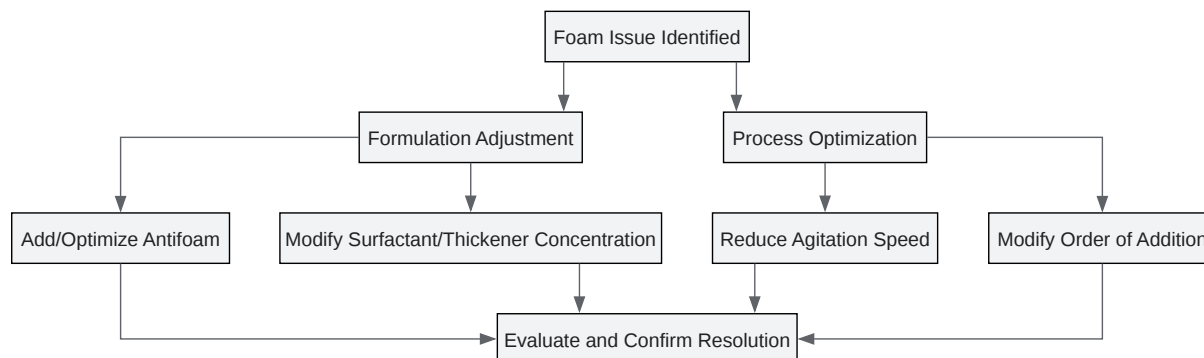 Foam Issue Identified
Formulation Adjustment
Process Optimization
Add/Optimize Antifoam
Modify Surfactant/Thickener Concentration
Reduce Agitation Speed
Modify Order of Addition
Evaluate and Confirm Resolution